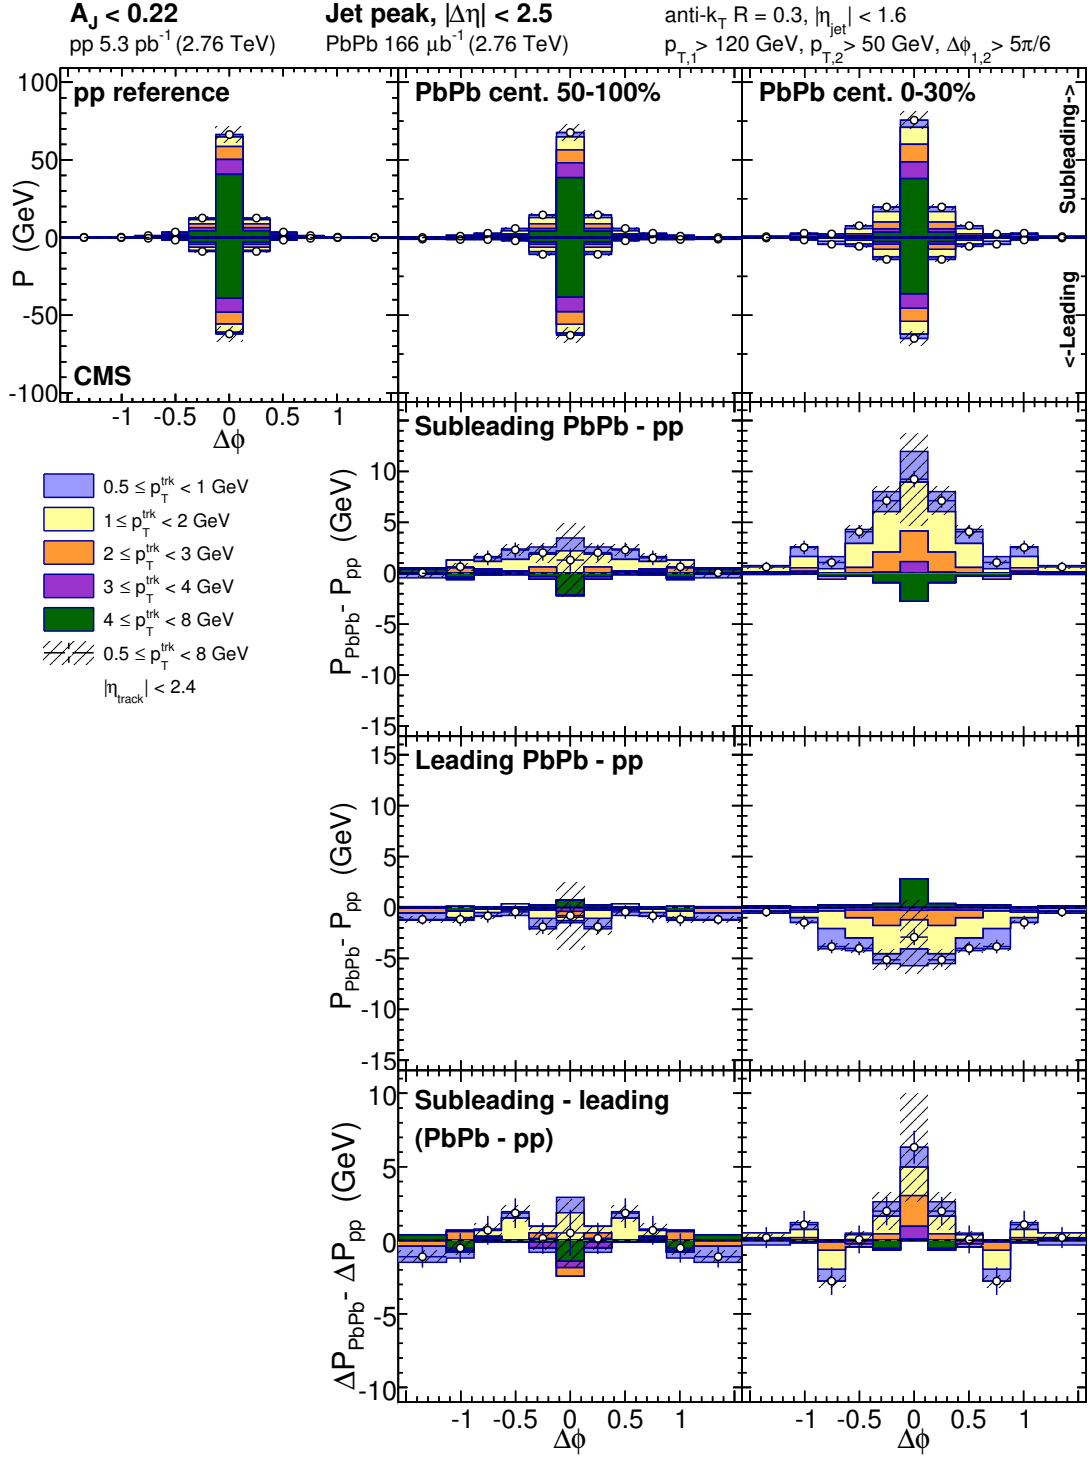 A_J < 0.22 Jet peak, |Δη| < 2.5 anti-k_T R = 0.3, |η_jet| < 1.6
pp 5.3 pb⁻¹ (2.76 TeV) PbPb 166 μb⁻¹ (2.76 TeV) p_T,1 > 120 GeV, p_T,2 > 50 GeV, Δϕ_1,2 > 5π/6
pp reference PbPb cent. 50-100% PbPb cent. 0-30%
100
50
0
-50
-100
P (GeV)
Subleading->
<-Leading
CMS
-1 -0.5 0 0.5 1
Δϕ
0.5 ≤ p_T^trk < 1 GeV
1 ≤ p_T^trk < 2 GeV
2 ≤ p_T^trk < 3 GeV
3 ≤ p_T^trk < 4 GeV
4 ≤ p_T^trk < 8 GeV
0.5 ≤ p_T^trk < 8 GeV
|η_track| < 2.4
Subleading PbPb - pp
10
5
0
-5
-10
-15
P_PbPb - P_pp (GeV)
Leading PbPb - pp
15
10
5
0
-5
-10
-15
P_PbPb - P_pp (GeV)
Subleading - leading
(PbPb - pp)
10
5
0
-5
-10
ΔP_PbPb - ΔP_pp (GeV)
-1 -0.5 0 0.5 1 -1 -0.5 0 0.5 1
Δϕ Δϕ